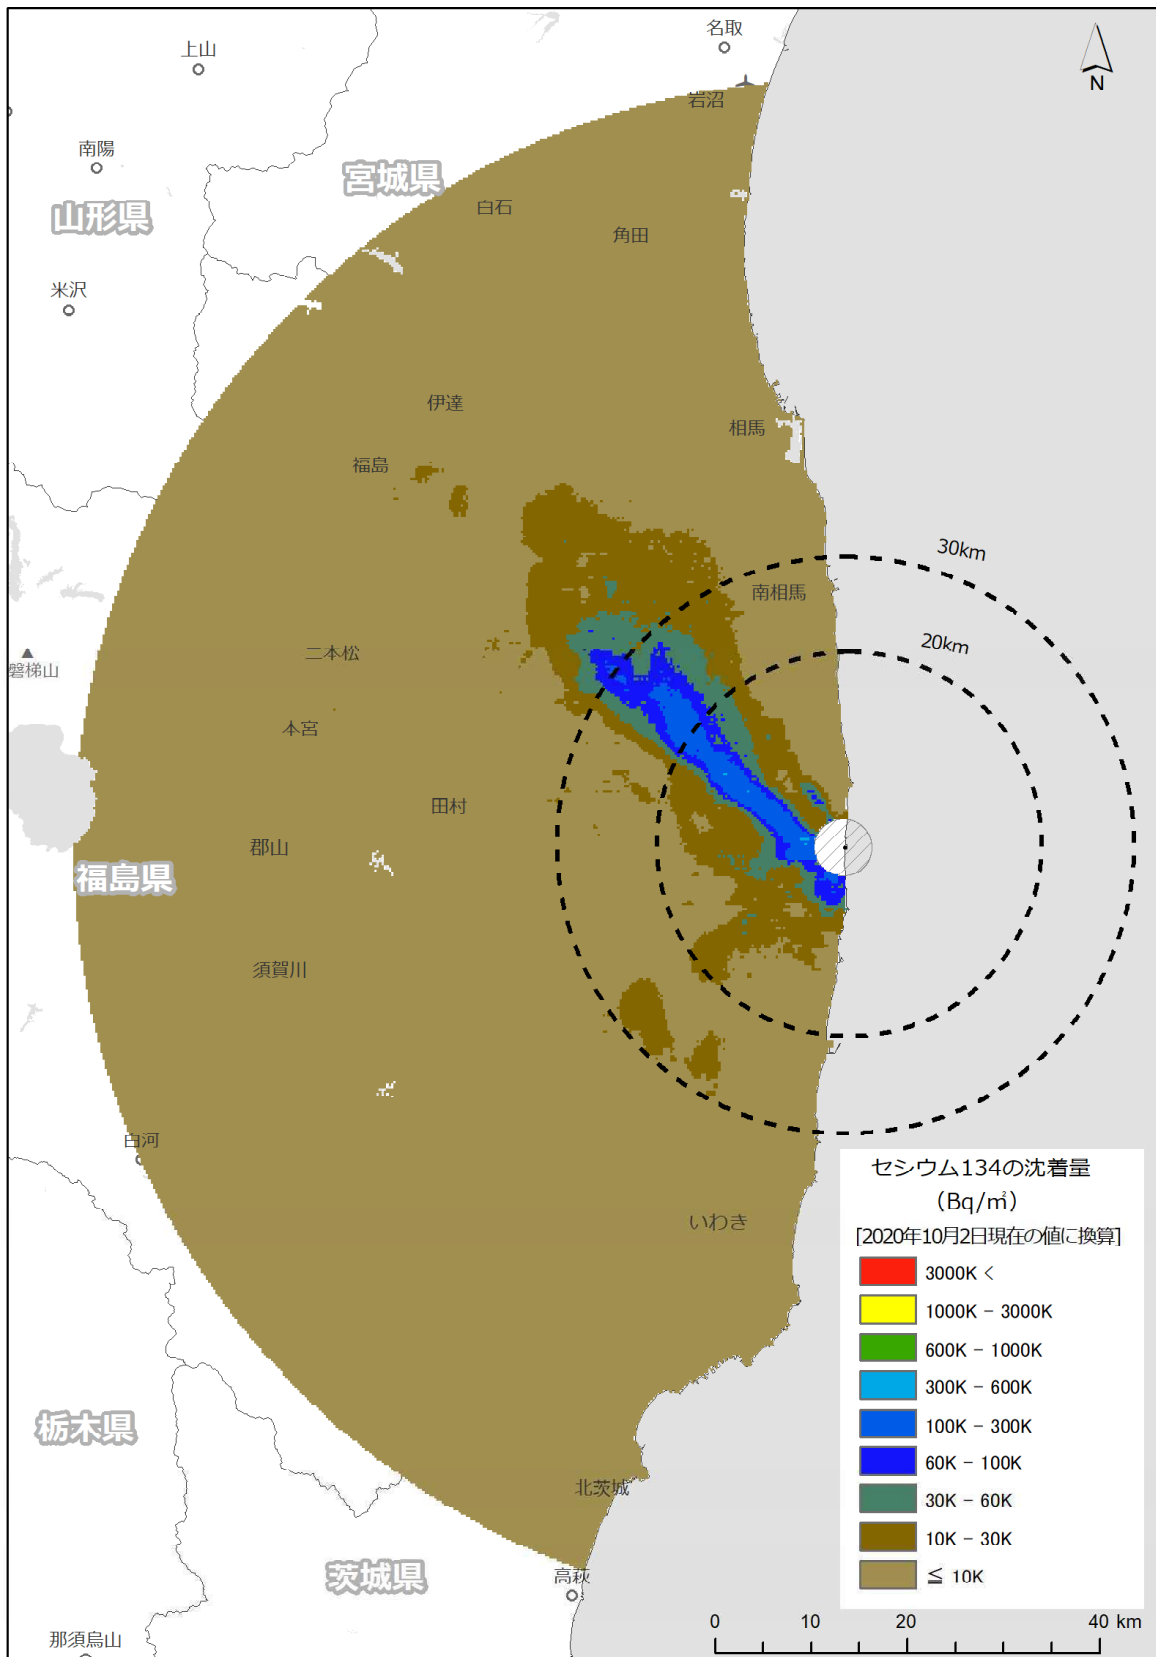 名取
上山
N
岩沼
南陽
宮城県
白石
山形県
角田
米沢
伊達
相馬
福島
30km
南相馬
20km
二本松
磐梯山
本宮
田村
郡山
福島県
須賀川
白河
いわき
セシウム134の沈着量
(Bq/㎡)
[2020年10月2日現在の値に換算]
3000K <
1000K - 3000K
600K - 1000K
300K - 600K
100K - 300K
60K - 100K
30K - 60K
10K - 30K
≦ 10K
栃木県
北茨城
茨城県
高萩
那須烏山
0 10 20 40 km